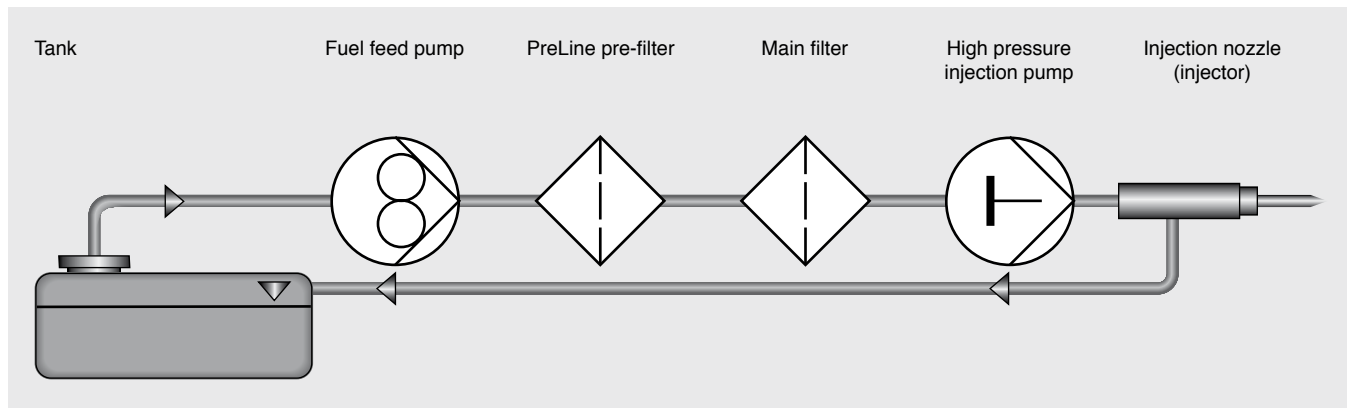 Tank
Fuel feed pump
PreLine pre-filter
Main filter
High pressure
injection pump
Injection nozzle
(injector)